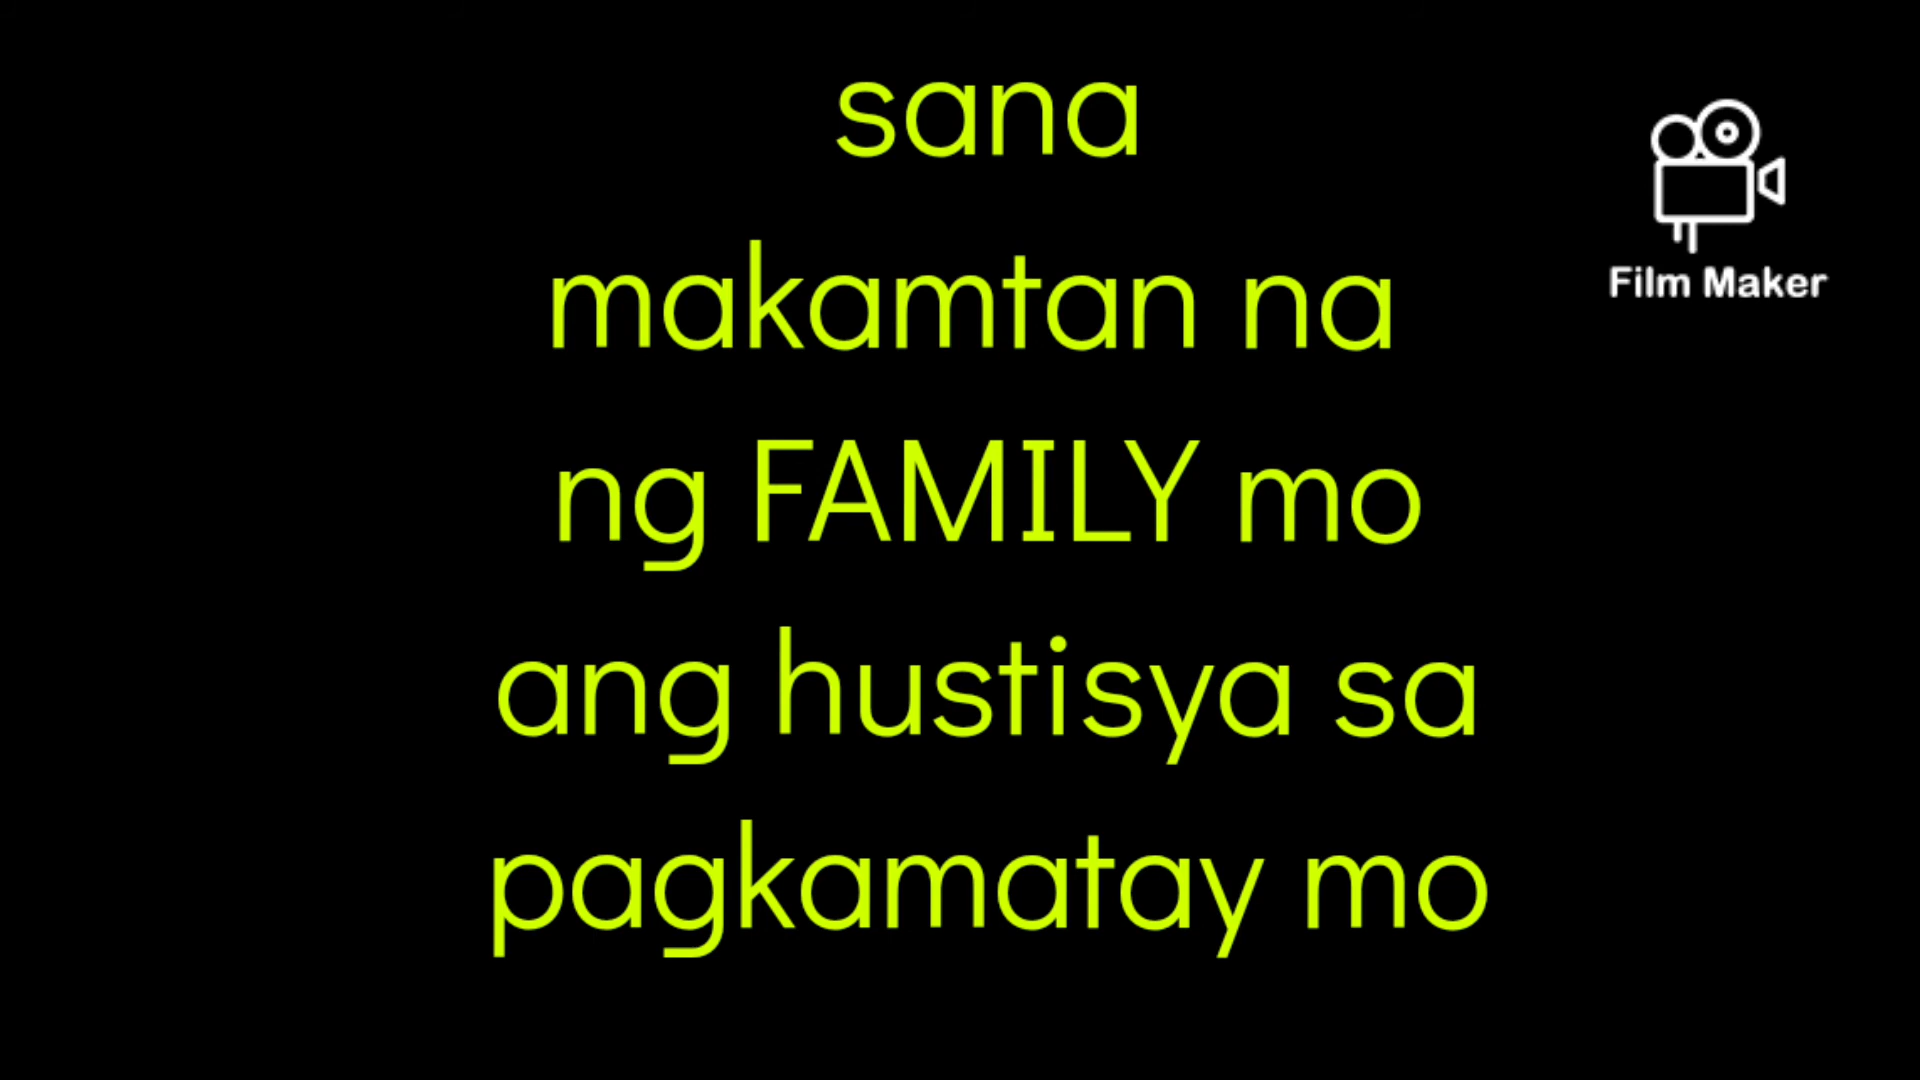 sana
makamtan na
ng FAMILY mo
ang hustisya sa
pagkamatay mo
Film Maker